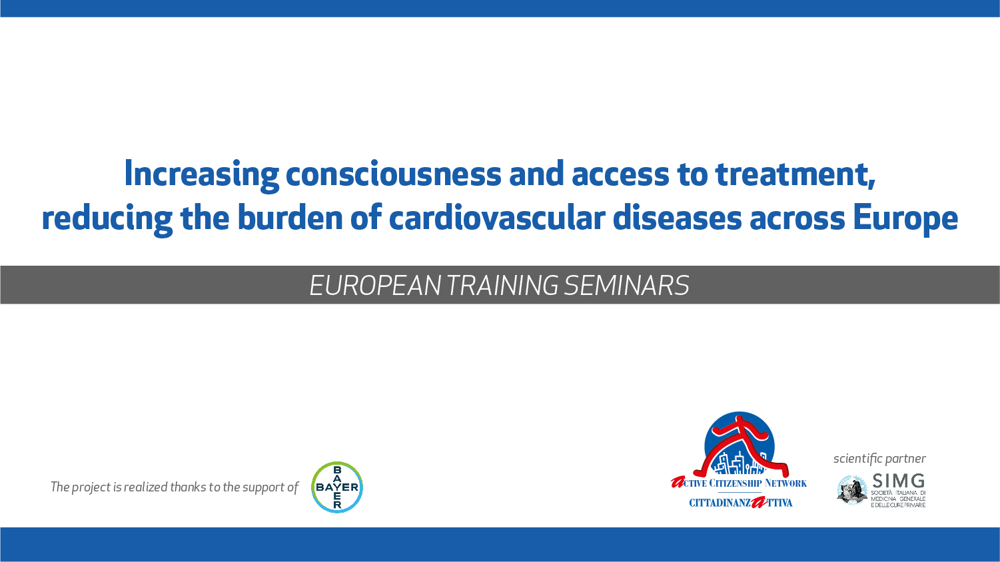 Increasing consciousness and access to treatment,
reducing the burden of cardiovascular diseases across Europe
EUROPEAN TRAINING SEMINARS
The project is realized thanks to the support of
BAYER
BAYER
ACTIVE CITIZENSHIP NETWORK
CITTADINANZATTIVA
scientific partner
SIMG
SOCIETÀ ITALIANA DI
MEDICINA GENERALE
E DELLE CURE PRIMARIE